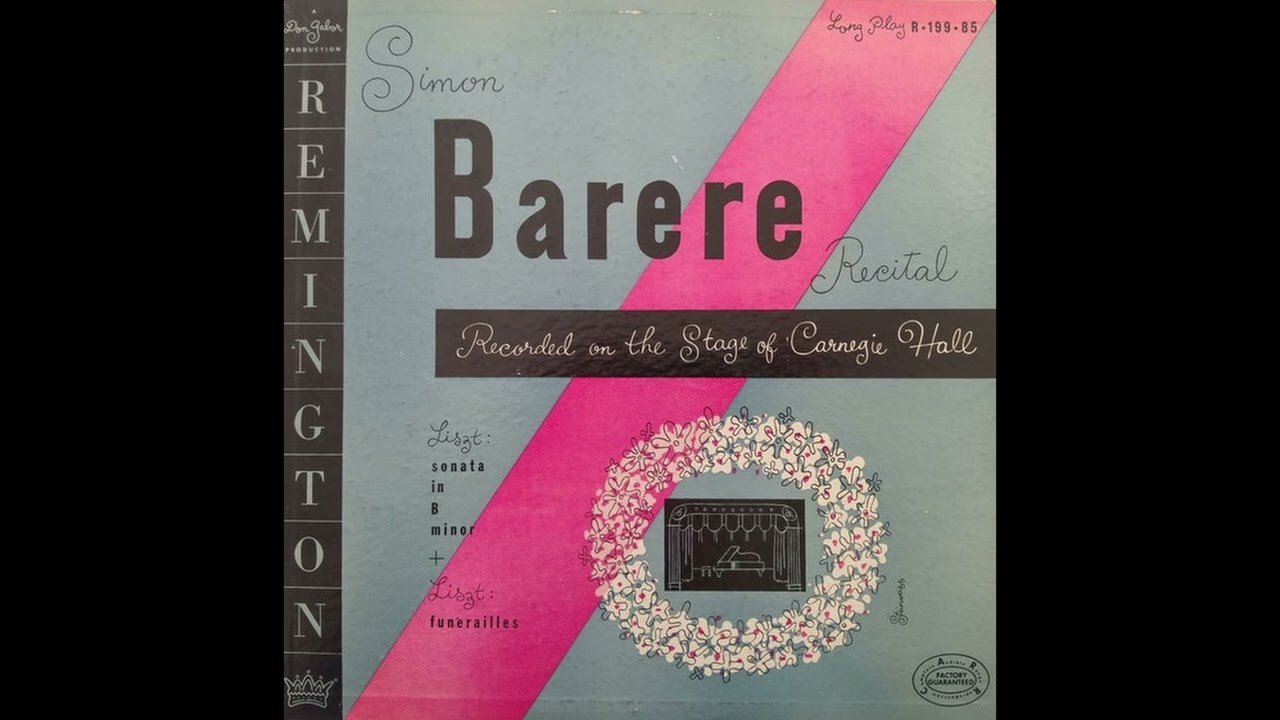 A
Don Gabor
PRODUCTION
REMINGTON
Long Play R·199·85
Simon
Barere
Recital
Recorded on the Stage of Carnegie Hall
Liszt:
sonata
in
B
minor
+
Liszt:
funerailles
FACTORY
GUARANTEED